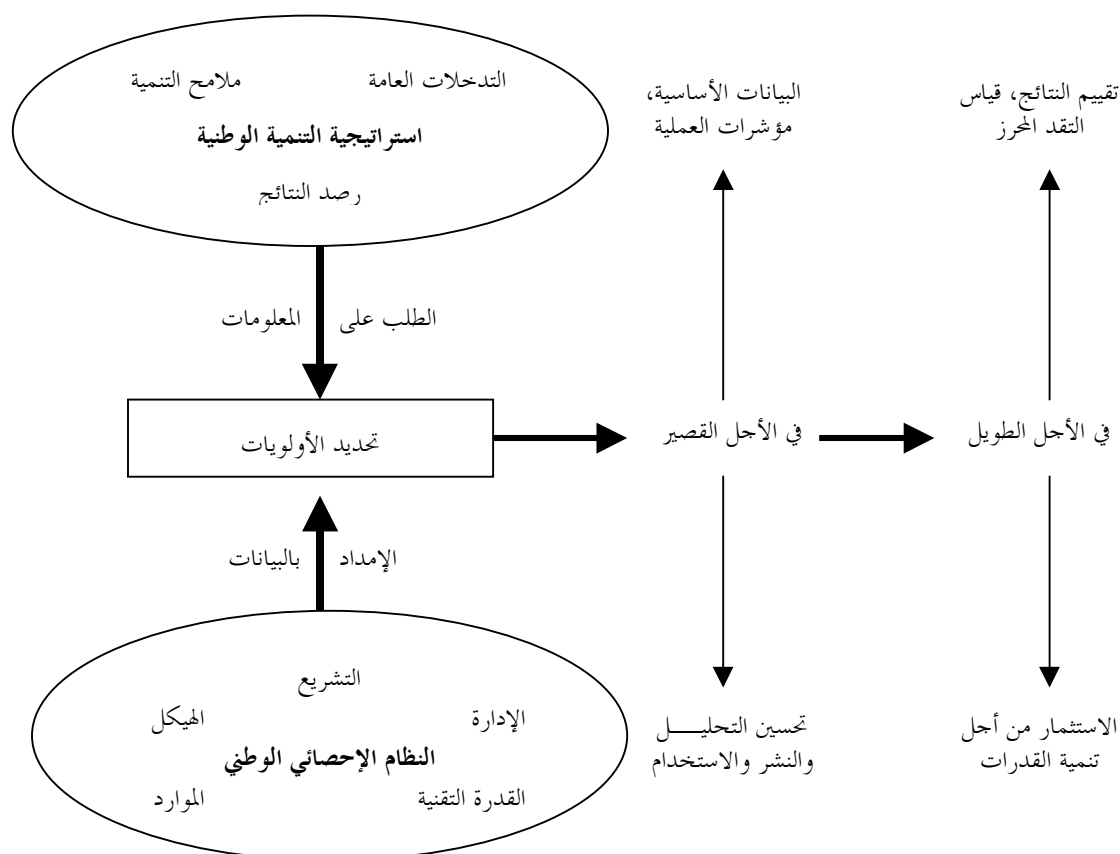 التدخلات العامة
ملامح التنمية
استراتيجية التنمية الوطنية
رصد النتائج
البيانات الأساسية،
مؤشرات العملية
تقييم النتائج، قياس
التقد المحرز
الطلب على
المعلومات
تحديد الأولويات
في الأجل القصير
في الأجل الطويل
الإمداد
بالبيانات
التشريع
الإدارة
الهيكل
النظام الإحصائي الوطني
القدرة التقنية
الموارد
تحسين التحليـــــل
والنشر والاستخدام
الاستثمار من أجل
تنمية القدرات